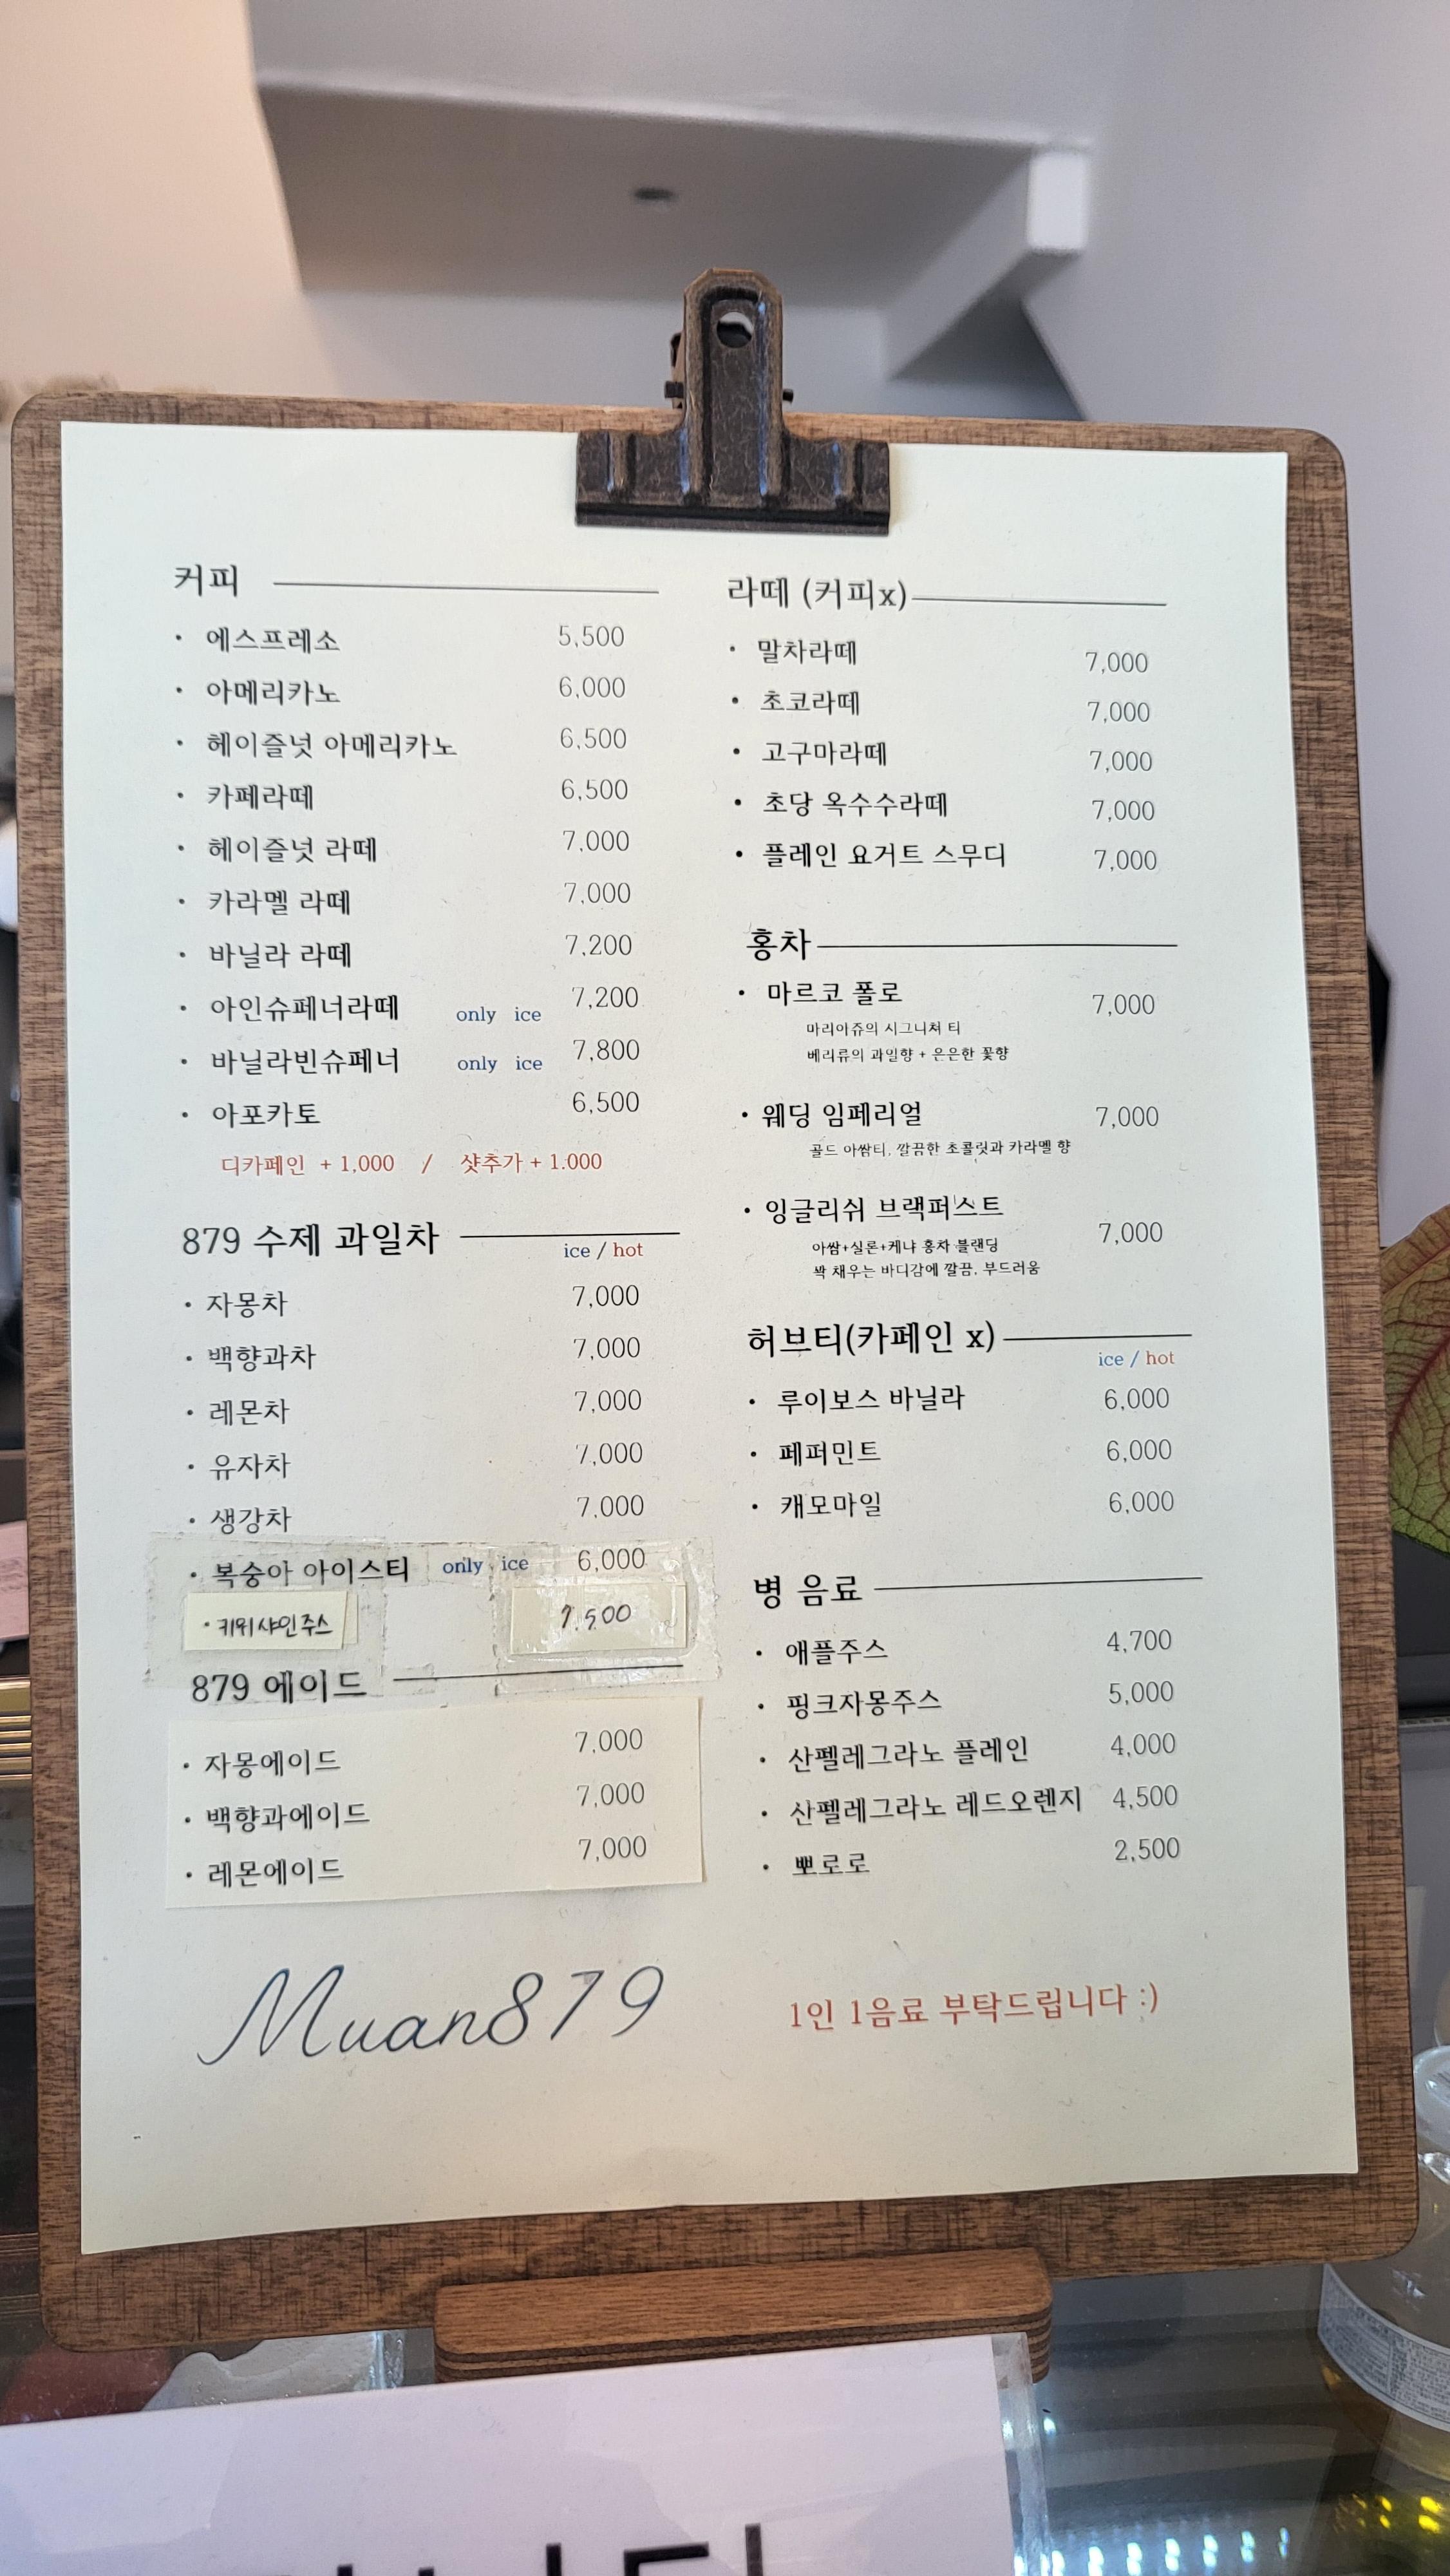 커피
· 에스프레소 5,500
· 아메리카노 6,000
· 헤이즐넛 아메리카노 6,500
· 카페라떼 6,500
· 헤이즐넛 라떼 7,000
· 카라멜 라떼 7,000
· 바닐라 라떼 7,200
· 아인슈페너라떼 only ice 7,200
· 바닐라빈슈페너 only ice 7,800
· 아포카토 6,500
디카페인 + 1,000 / 샷추가 + 1.000
879 수제 과일차
ice / hot
· 자몽차 7,000
· 백향과차 7,000
· 레몬차 7,000
· 유자차 7,000
· 생강차 7,000
· 복숭아 아이스티 only ice 6,000
· 키위샤인주스 7.500
879 에이드
· 자몽에이드 7,000
· 백향과에이드 7,000
· 레몬에이드 7,000
Muan879
라떼 (커피x)
· 말차라떼 7,000
· 초코라떼 7,000
· 고구마라떼 7,000
· 초당 옥수수라떼 7,000
· 플레인 요거트 스무디 7,000
홍차
· 마르코 폴로 7,000
마리아쥬의 시그니쳐 티
베리류의 과일향 + 은은한 꽃향
· 웨딩 임페리얼 7,000
골드 아쌈티, 깔끔한 초콜릿과 카라멜 향
· 잉글리쉬 브랙퍼스트 7,000
아쌈+실론+케냐 홍차 블랜딩
꽉 채우는 바디감에 깔끔, 부드러움
허브티(카페인 x)
ice / hot
· 루이보스 바닐라 6,000
· 페퍼민트 6,000
· 캐모마일 6,000
병 음료
· 애플주스 4,700
· 핑크자몽주스 5,000
· 산펠레그라노 플레인 4,000
· 산펠레그라노 레드오렌지 4,500
· 뽀로로 2,500
1인 1음료 부탁드립니다 :)